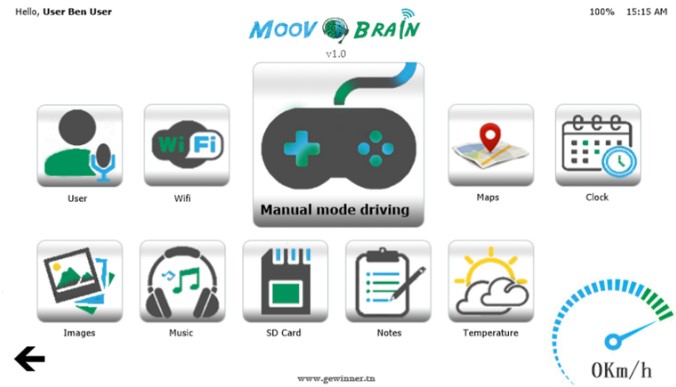 Hello, User Ben User
100% 15:15 AM
MOOV BRAIN
v1.0
WiFi
Manual mode driving
User
Wifi
Maps
Clock
Images
Music
SD Card
Notes
Temperature
0Km/h
www.gewinner.tn